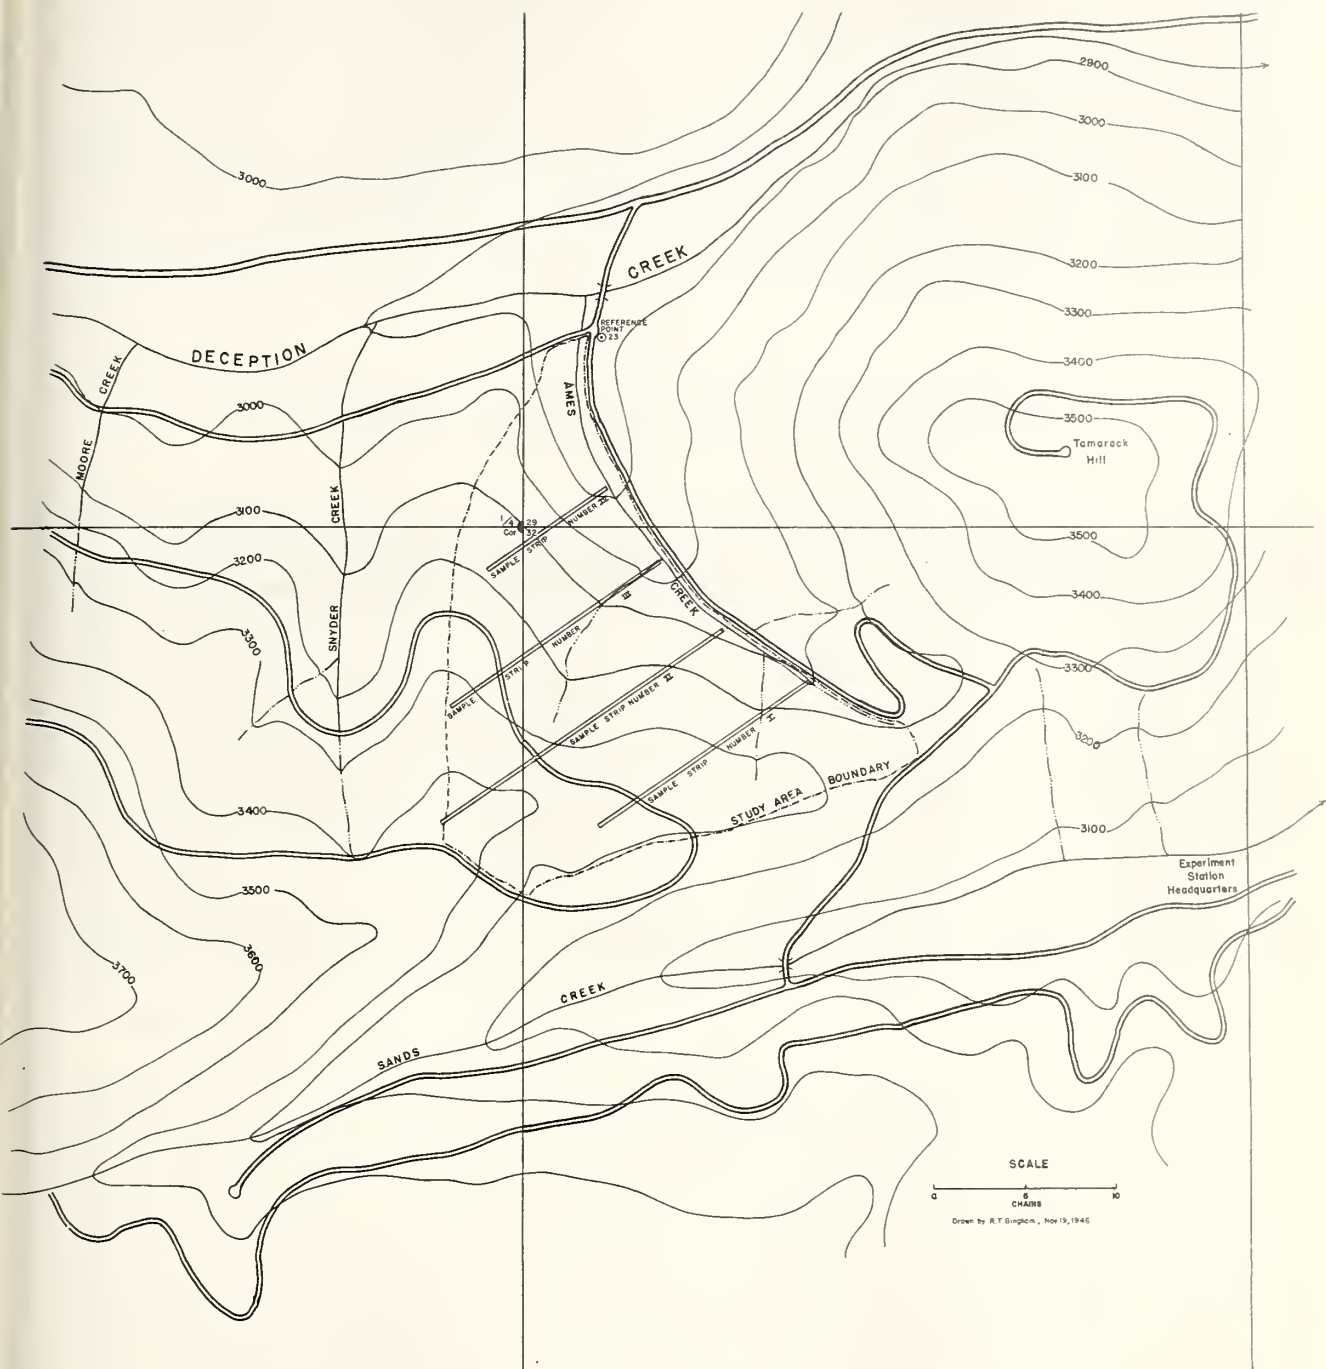 2900
3000
3100
3000
3200
3300
CREEK
REFERENCE
POINT
23
DECEPTION
CREEK
3400
3500
Tamarack
Hill
AMES
3000
MOORE
CREEK
3100
1/4 29
Cor 32
SAMPLE STRIP NUMBER IV
3500
3200
3400
SNYDER
CREEK
3300
SAMPLE STRIP NUMBER III
3300
SAMPLE STRIP NUMBER II
SAMPLE STRIP NUMBER I
3200
STUDY AREA BOUNDARY
3400
3100
Experiment
Station
Headquarters
3500
3600
3700
SANDS
CREEK
SCALE
0 5 10
CHAINS
Drawn by R.T. Bingham, Nov 19, 1946